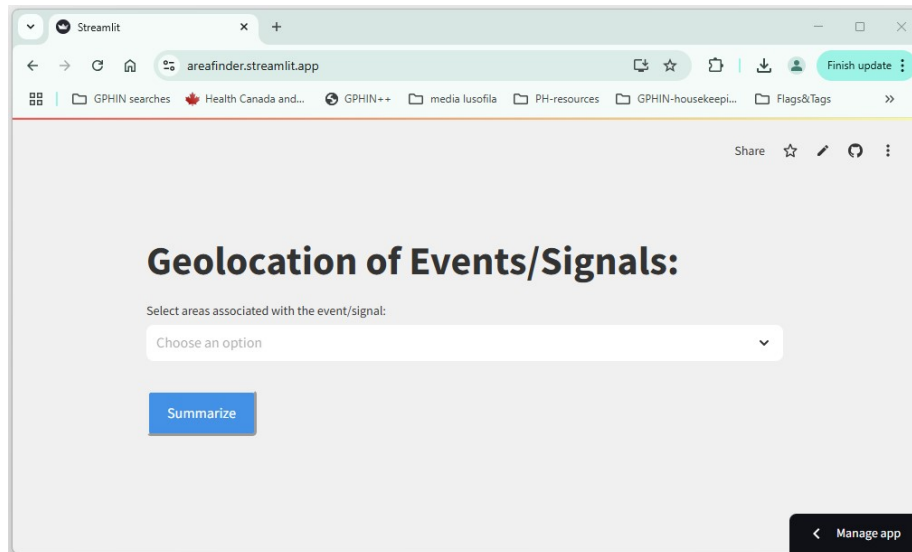 Streamlit
areafinder.streamlit.app
Finish update
GPHIN searches Health Canada and... GPHIN++ media lusofila PH-resources GPHIN-housekeepi... Flags&Tags »
Share
Geolocation of Events/Signals:
Select areas associated with the event/signal:
Choose an option
Summarize
Manage app